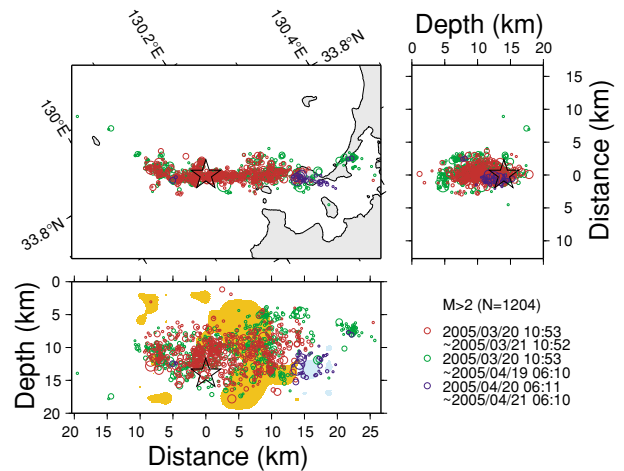 Depth (km)
0 10 20
130.2°E
130.4°E
33.8°N
130°E
33.8°N
15
10
5
0
-5
-10
Distance (km)
0
5
10
15
20
Depth (km)
20 15 10 5 0 5 10 15 20 25
Distance (km)
M>2 (N=1204)
2005/03/20 10:53
~2005/03/21 10:52
2005/03/20 10:53
~2005/04/19 06:10
2005/04/20 06:11
~2005/04/21 06:10